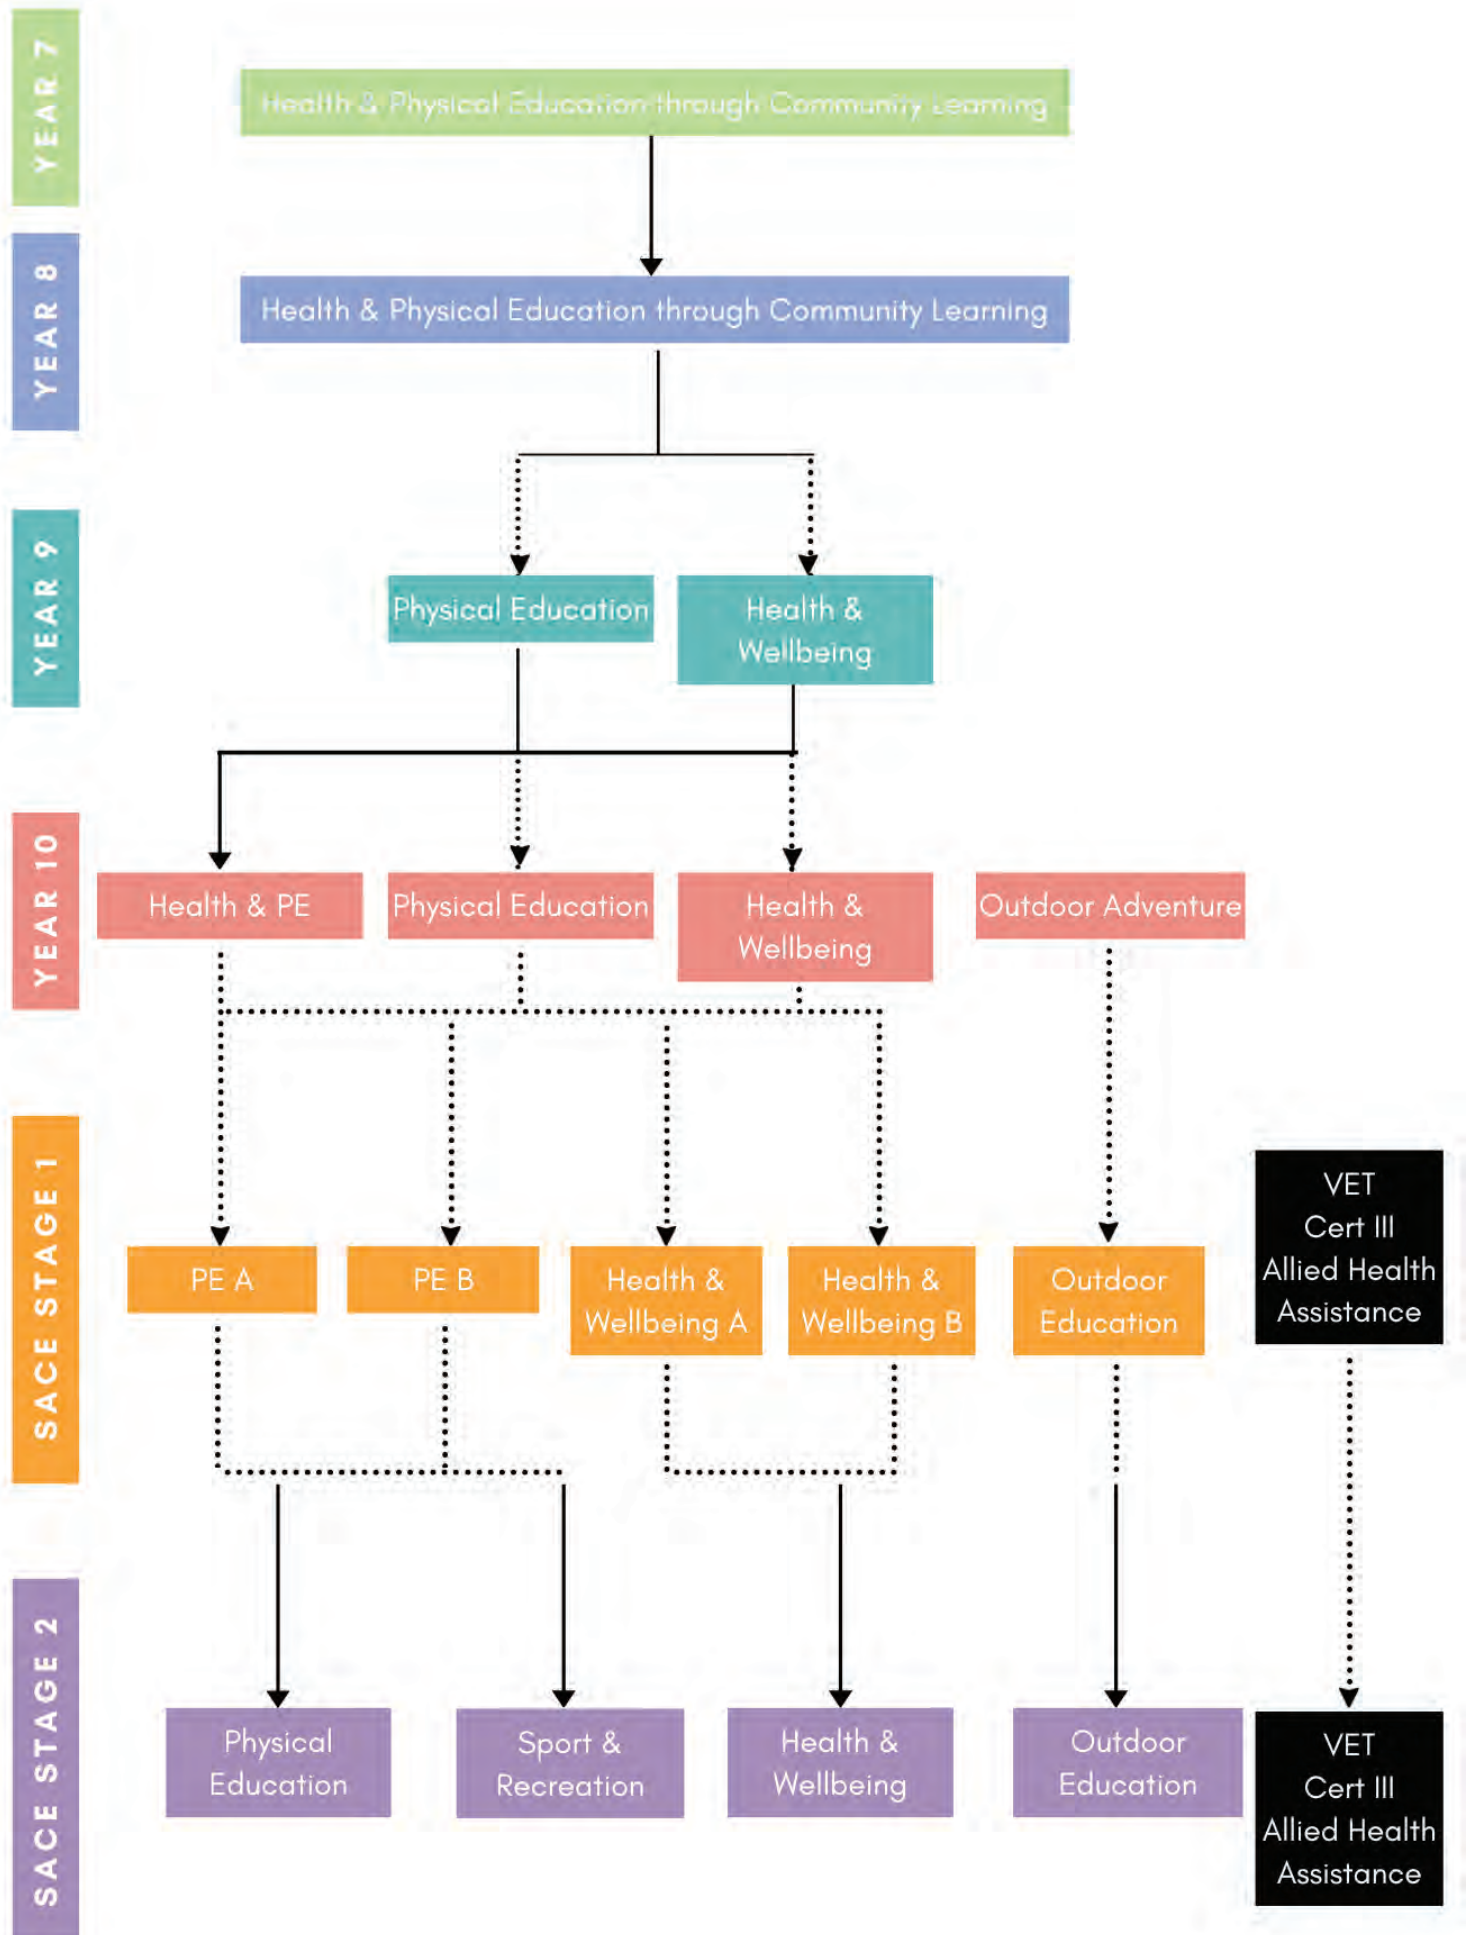 YEAR 7
Health & Physical Education through Community Learning
YEAR 8
Health & Physical Education through Community Learning
YEAR 9
Physical Education
Health &
Wellbeing
YEAR 10
Health & PE
Physical Education
Health &
Wellbeing
Outdoor Adventure
SACE STAGE 1
PE A
PE B
Health &
Wellbeing A
Health &
Wellbeing B
Outdoor
Education
VET
Cert III
Allied Health
Assistance
SACE STAGE 2
Physical
Education
Sport &
Recreation
Health &
Wellbeing
Outdoor
Education
VET
Cert III
Allied Health
Assistance